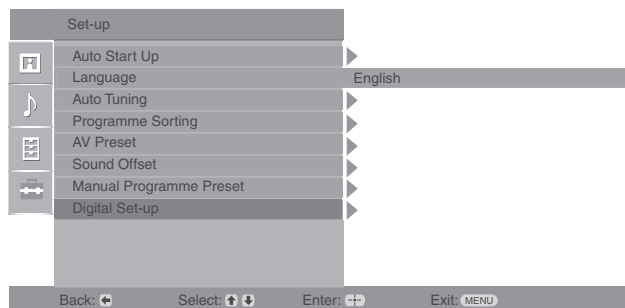 Set-up
Auto Start Up
Language English
Auto Tuning
Programme Sorting
AV Preset
Sound Offset
Manual Programme Preset
Digital Set-up
Back: Select: Enter: Exit: MENU